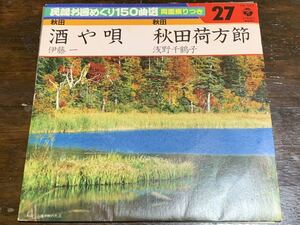 民謡お国めぐり150曲選 両面振りつき 27
秋田
酒や唄
伊藤 一
秋田
秋田荷方節
浅野千鶴子